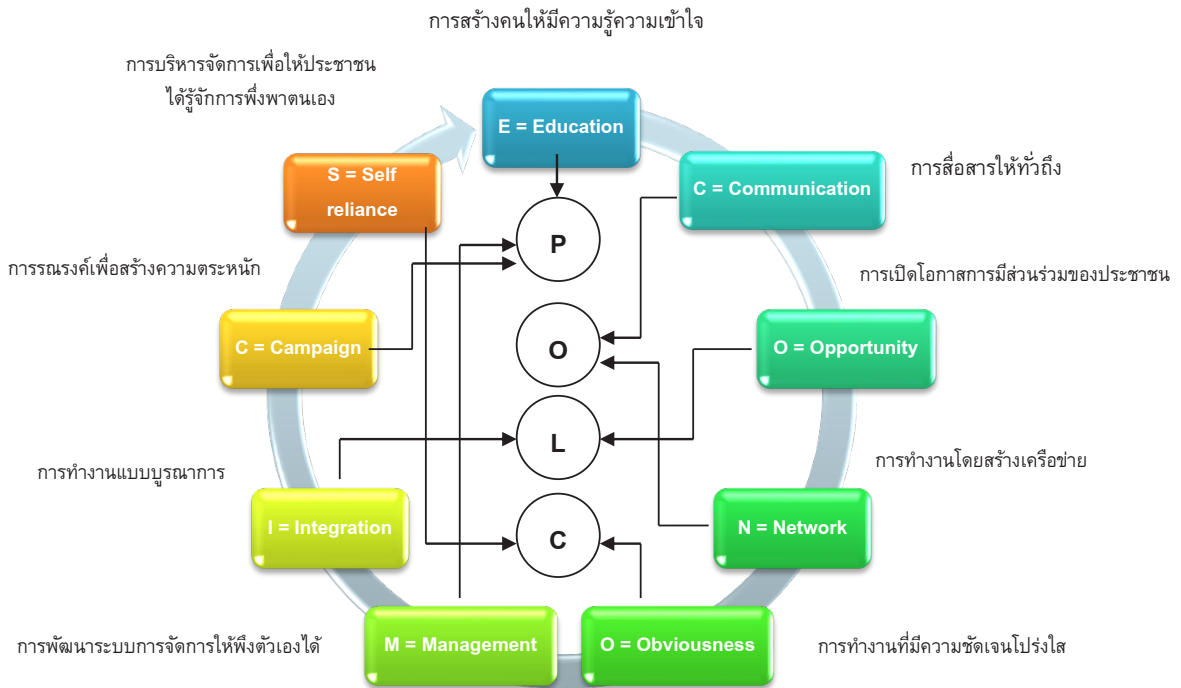 การสร้างคนให้มีความรู้ความเข้าใจ
การบริหารจัดการเพื่อให้ประชาชน
ได้รู้จักการพึ่งพาตนเอง
E = Education
S = Self
reliance
C = Communication
การสื่อสารให้ทั่วถึง
P
การรณรงค์เพื่อสร้างความตระหนัก
การเปิดโอกาสการมีส่วนร่วมของประชาชน
C = Campaign
O
O = Opportunity
L
การทำงานแบบบูรณาการ
การทำงานโดยสร้างเครือข่าย
I = Integration
C
N = Network
การพัฒนาระบบการจัดการให้พึงตัวเองได้
M = Management
O = Obviousness
การทำงานที่มีความชัดเจนโปร่งใส